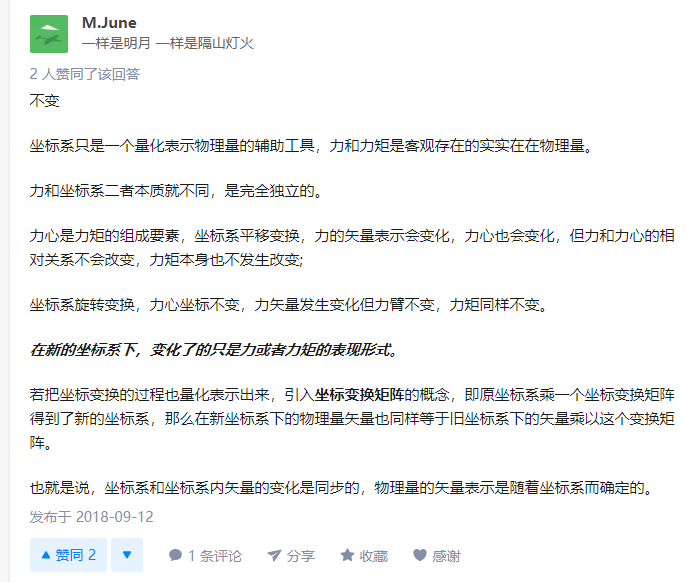 M.June
一样是明月 一样是隔山灯火
2 人赞同了该回答
不变
坐标系只是一个量化表示物理量的辅助工具，力和力矩是客观存在的实实在在物理量。
力和坐标系二者本质就不同，是完全独立的。
力心是力矩的组成要素，坐标系平移变换，力的矢量表示会变化，力心也会变化，但力和力心的相
对关系不会改变，力矩本身也不发生改变;
坐标系旋转变换，力心坐标不变，力矢量发生变化但力臂不变，力矩同样不变。
在新的坐标系下，变化了的只是力或者力矩的表现形式。
若把坐标变换的过程也量化表示出来，引入坐标变换矩阵的概念，即原坐标系乘一个坐标变换矩阵
得到了新的坐标系，那么在新坐标系下的物理量矢量也同样等于旧坐标系下的矢量乘以这个变换矩
阵。
也就是说，坐标系和坐标系内矢量的变化是同步的，物理量的矢量表示是随着坐标系而确定的。
发布于 2018-09-12
赞同 2 1 条评论 分享 收藏 感谢